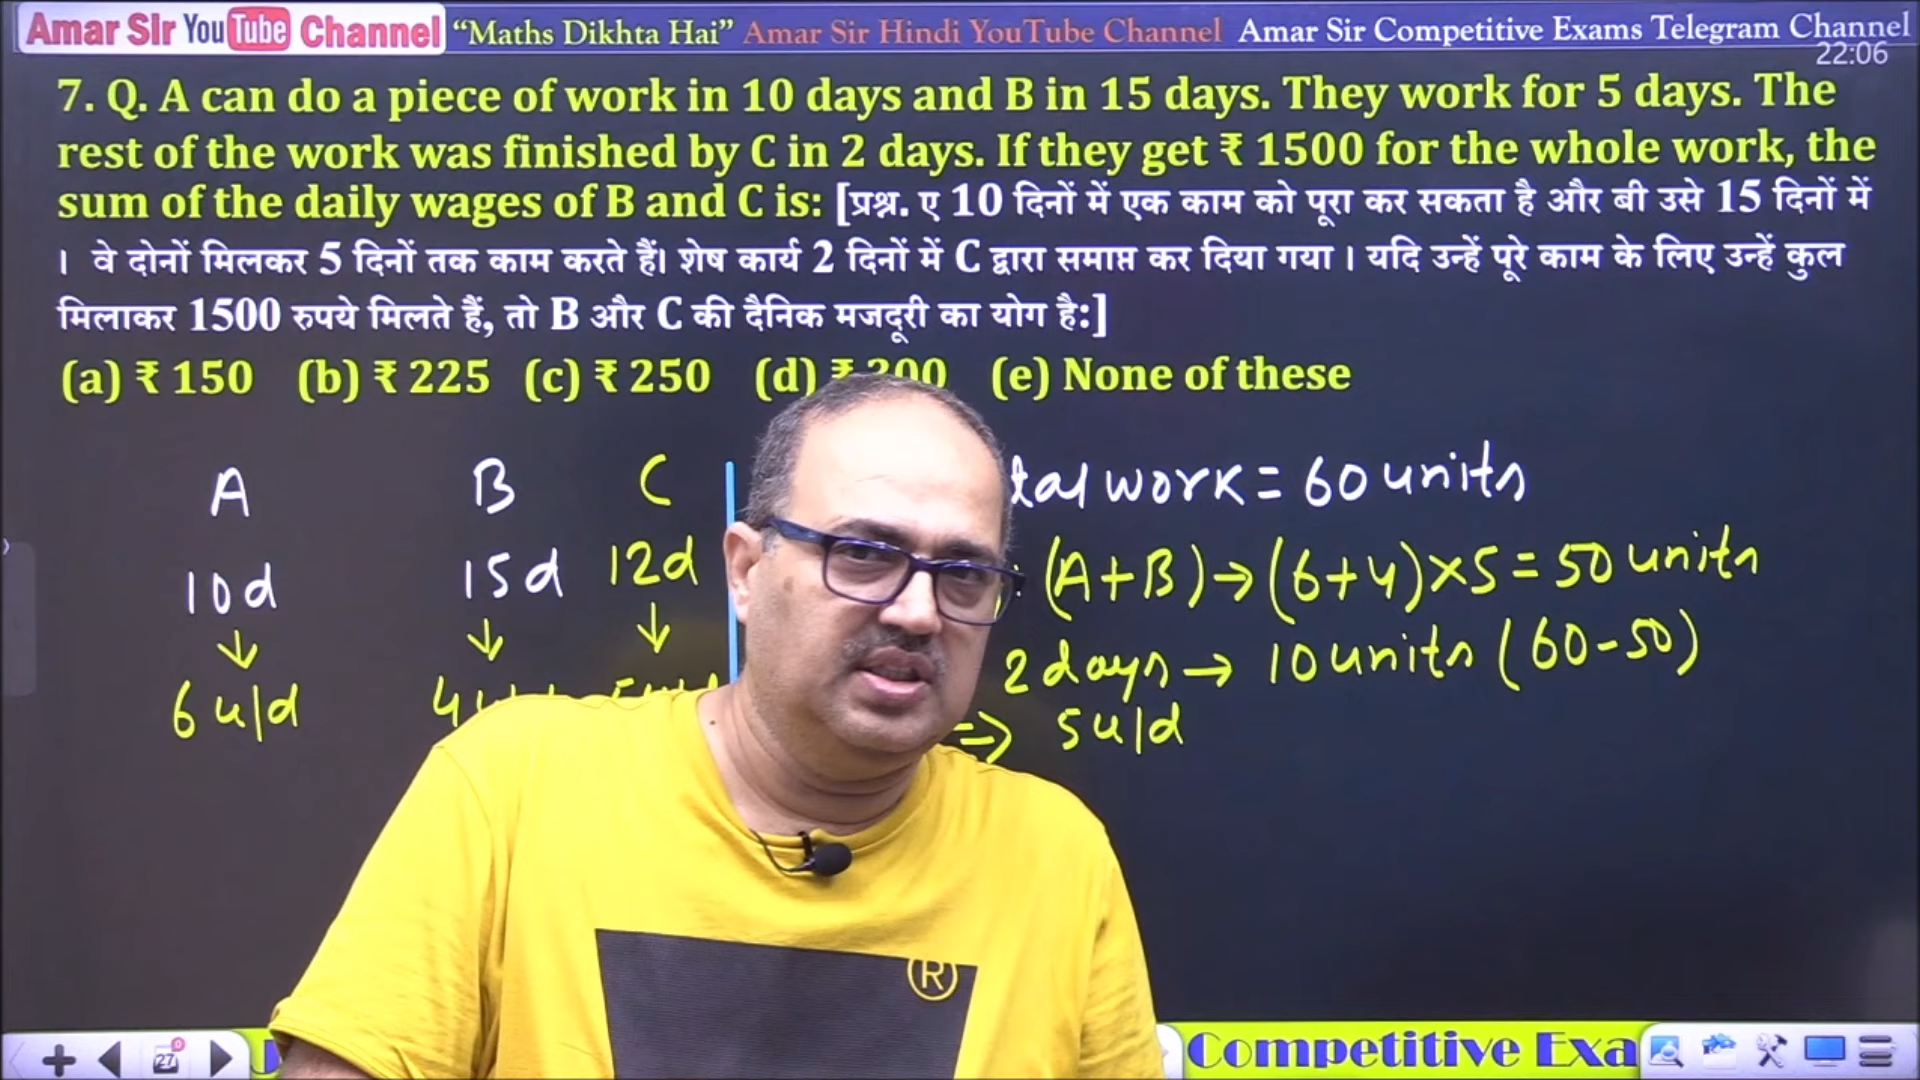 Amar Sir YouTube Channel "Maths Dikhta Hai" Amar Sir Hindi YouTube Channel Amar Sir Competitive Exams Telegram Channel
22:06
7. Q. A can do a piece of work in 10 days and B in 15 days. They work for 5 days. The
rest of the work was finished by C in 2 days. If they get ₹ 1500 for the whole work, the
sum of the daily wages of B and C is: [प्रश्न. ए 10 दिनों में एक काम को पूरा कर सकता है और बी उसे 15 दिनों में
। वे दोनों मिलकर 5 दिनों तक काम करते हैं। शेष कार्य 2 दिनों में C द्वारा समाप्त कर दिया गया । यदि उन्हें पूरे काम के लिए उन्हें कुल
मिलाकर 1500 रुपये मिलते हैं, तो B और C की दैनिक मजदूरी का योग है:]
(a) ₹ 150 (b) ₹ 225 (c) ₹ 250 (d) (e) None of these
A B C work = 60 units
10d 15d 12d (A+B) → (6+4)×5 = 50 units
2 days → 10 units (60-50)
6u/d ⇒ 5u/d
R
27
Competitive